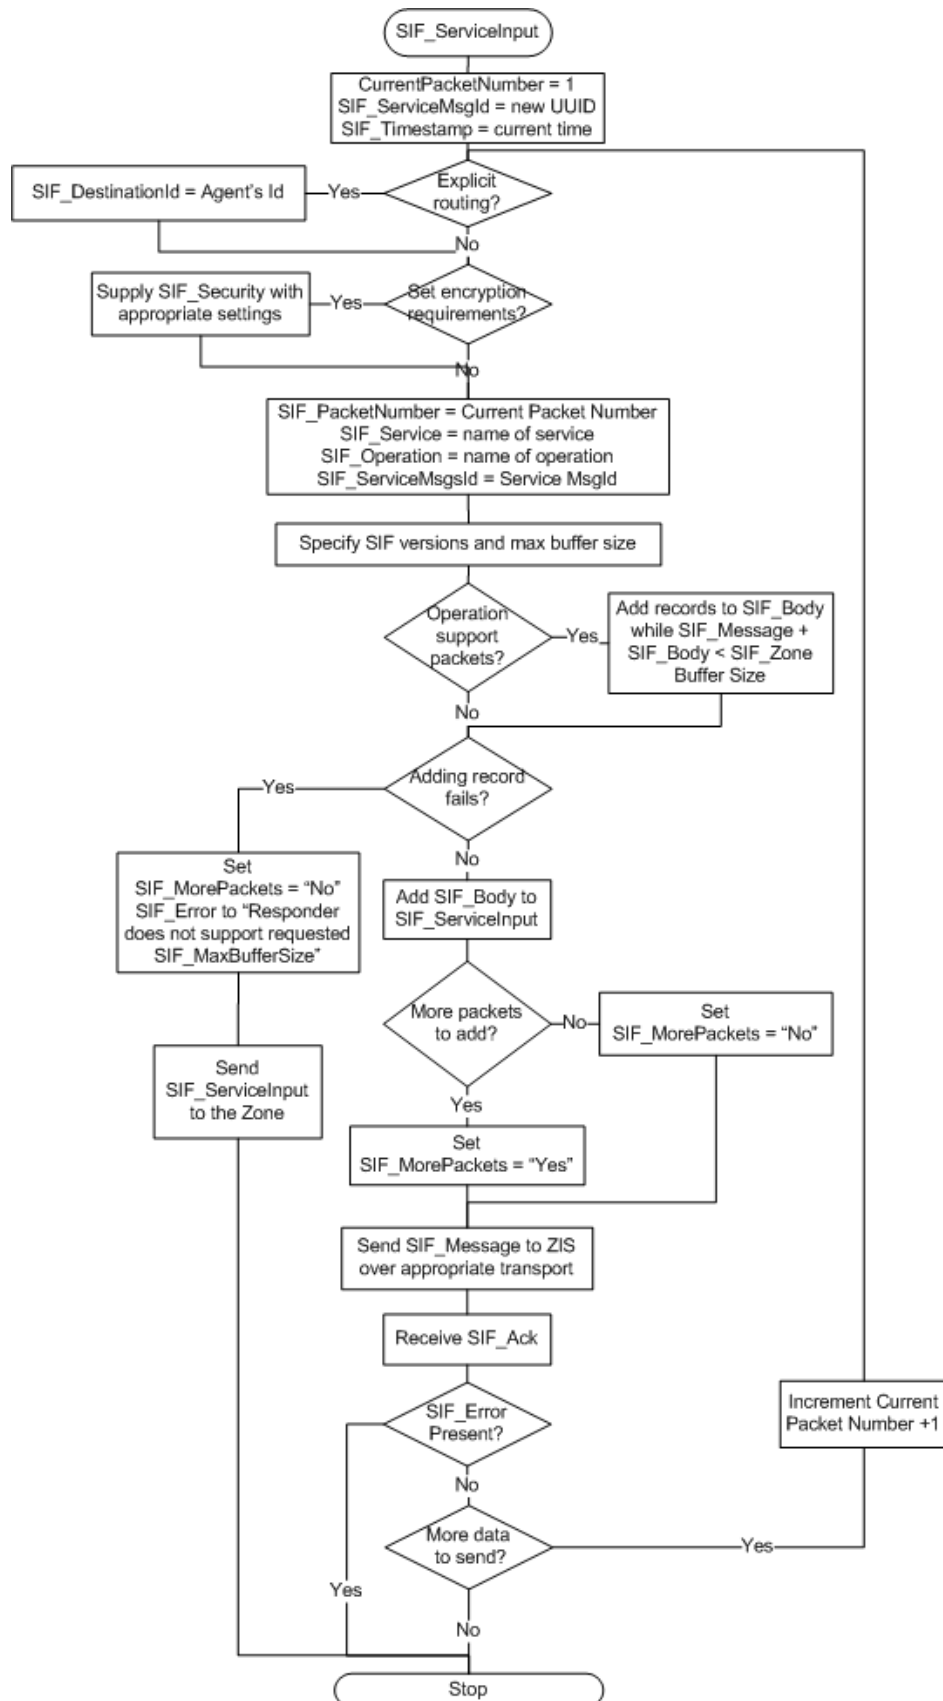 SIF_ServiceInput
CurrentPacketNumber = 1
SIF_ServiceMsgId = new UUID
SIF_Timestamp = current time
SIF_DestinationId = Agent's Id
Yes
Explicit
routing?
No
Supply SIF_Security with
appropriate settings
Yes
Set encryption
requirements?
No
SIF_PacketNumber = Current Packet Number
SIF_Service = name of service
SIF_Operation = name of operation
SIF_ServiceMsgsId = Service MsgId
Specify SIF versions and max buffer size
Operation
support
packets?
Yes
Add records to SIF_Body
while SIF_Message +
SIF_Body < SIF_Zone
Buffer Size
No
Adding record
fails?
Yes
No
Set
SIF_MorePackets = “No”
SIF_Error to “Responder
does not support requested
SIF_MaxBufferSize”
Add SIF_Body to
SIF_ServiceInput
More packets
to add?
No
Set
SIF_MorePackets = “No”
Send
SIF_ServiceInput
to the Zone
Yes
Set
SIF_MorePackets = “Yes”
Send SIF_Message to ZIS
over appropriate transport
Receive SIF_Ack
SIF_Error
Present?
Increment Current
Packet Number +1
No
More data
to send?
Yes
Yes
No
Stop